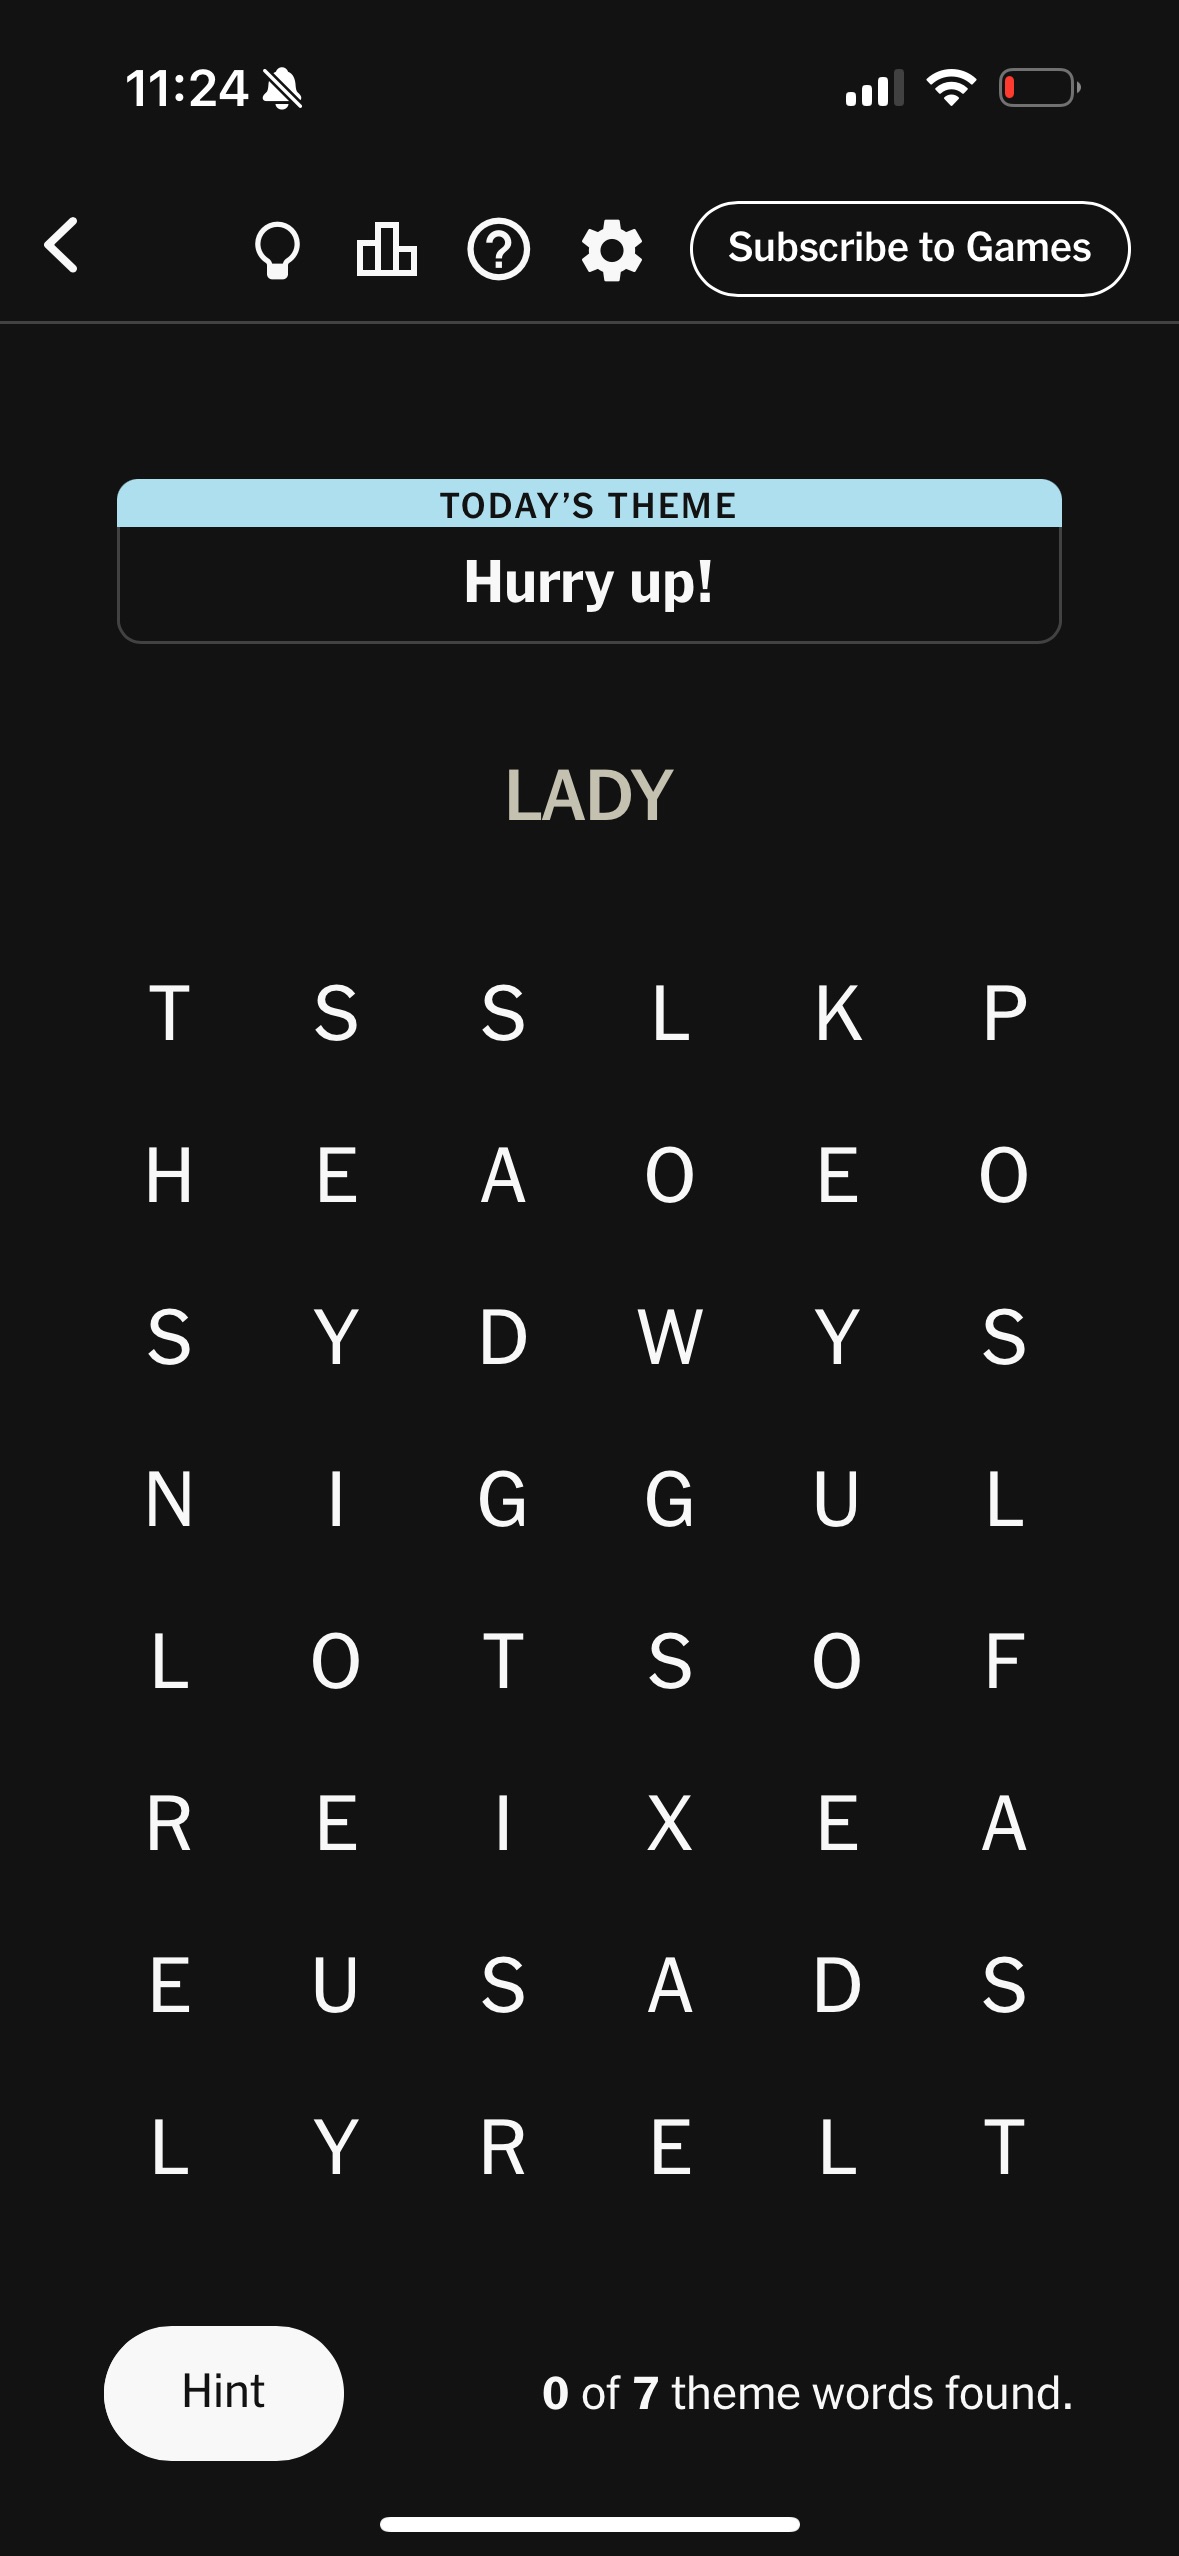 11:24
Subscribe to Games
TODAY’S THEME
Hurry up!
LADY
T S S L K P
H E A O E O
S Y D W Y S
N I G G U L
L O T S O F
R E I X E A
E U S A D S
L Y R E L T
Hint
0 of 7 theme words found.